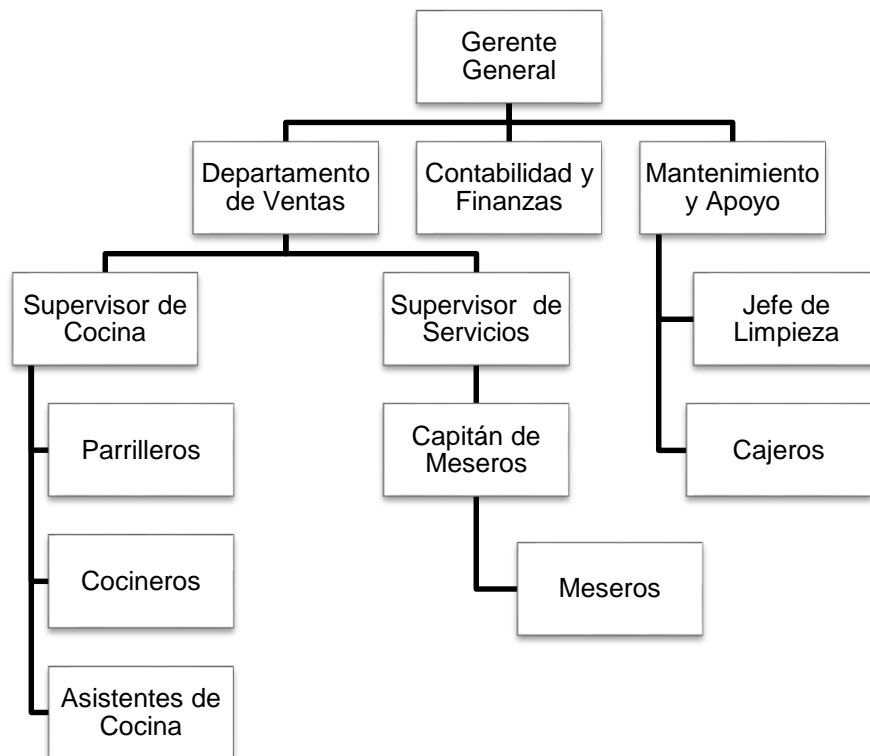 Gerente
General
Departamento
de Ventas
Contabilidad y
Finanzas
Mantenimiento
y Apoyo
Supervisor de
Cocina
Supervisor de
Servicios
Jefe de
Limpieza
Parrilleros
Capitán de
Meseros
Cajeros
Cocineros
Meseros
Asistentes de
Cocina